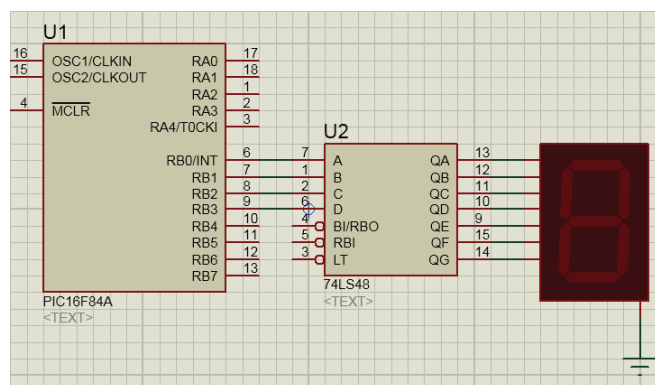 U1
16 OSC1/CLKIN RA0 17
15 OSC2/CLKOUT RA1 18
RA2 1
4 MCLR RA3 2
RA4/T0CKI 3
RB0/INT 6
RB1 7
RB2 8
RB3 9
RB4 10
RB5 11
RB6 12
RB7 13
PIC16F84A
<TEXT>
U2
7 A QA 13
1 B QB 12
2 C QC 11
6 D QD 10
4 BI/RBO QE 9
5 RBI QF 15
3 LT QG 14
74LS48
<TEXT>